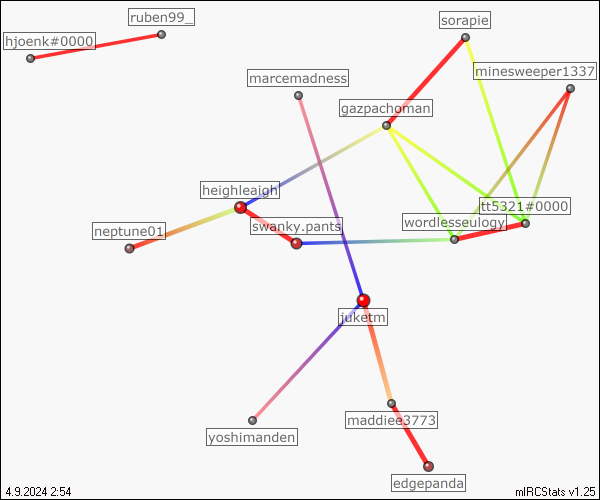 ruben99_
sorapie
hjoenk#0000
minesweeper1337
marcemadness
gazpachoman
heighleaigh
tt5321#0000
wordlesseulogy
swanky.pants
neptune01
juketm
maddiee3773
yoshimanden
edgepanda
4.9.2024 2:54
mIRCStats v1.25